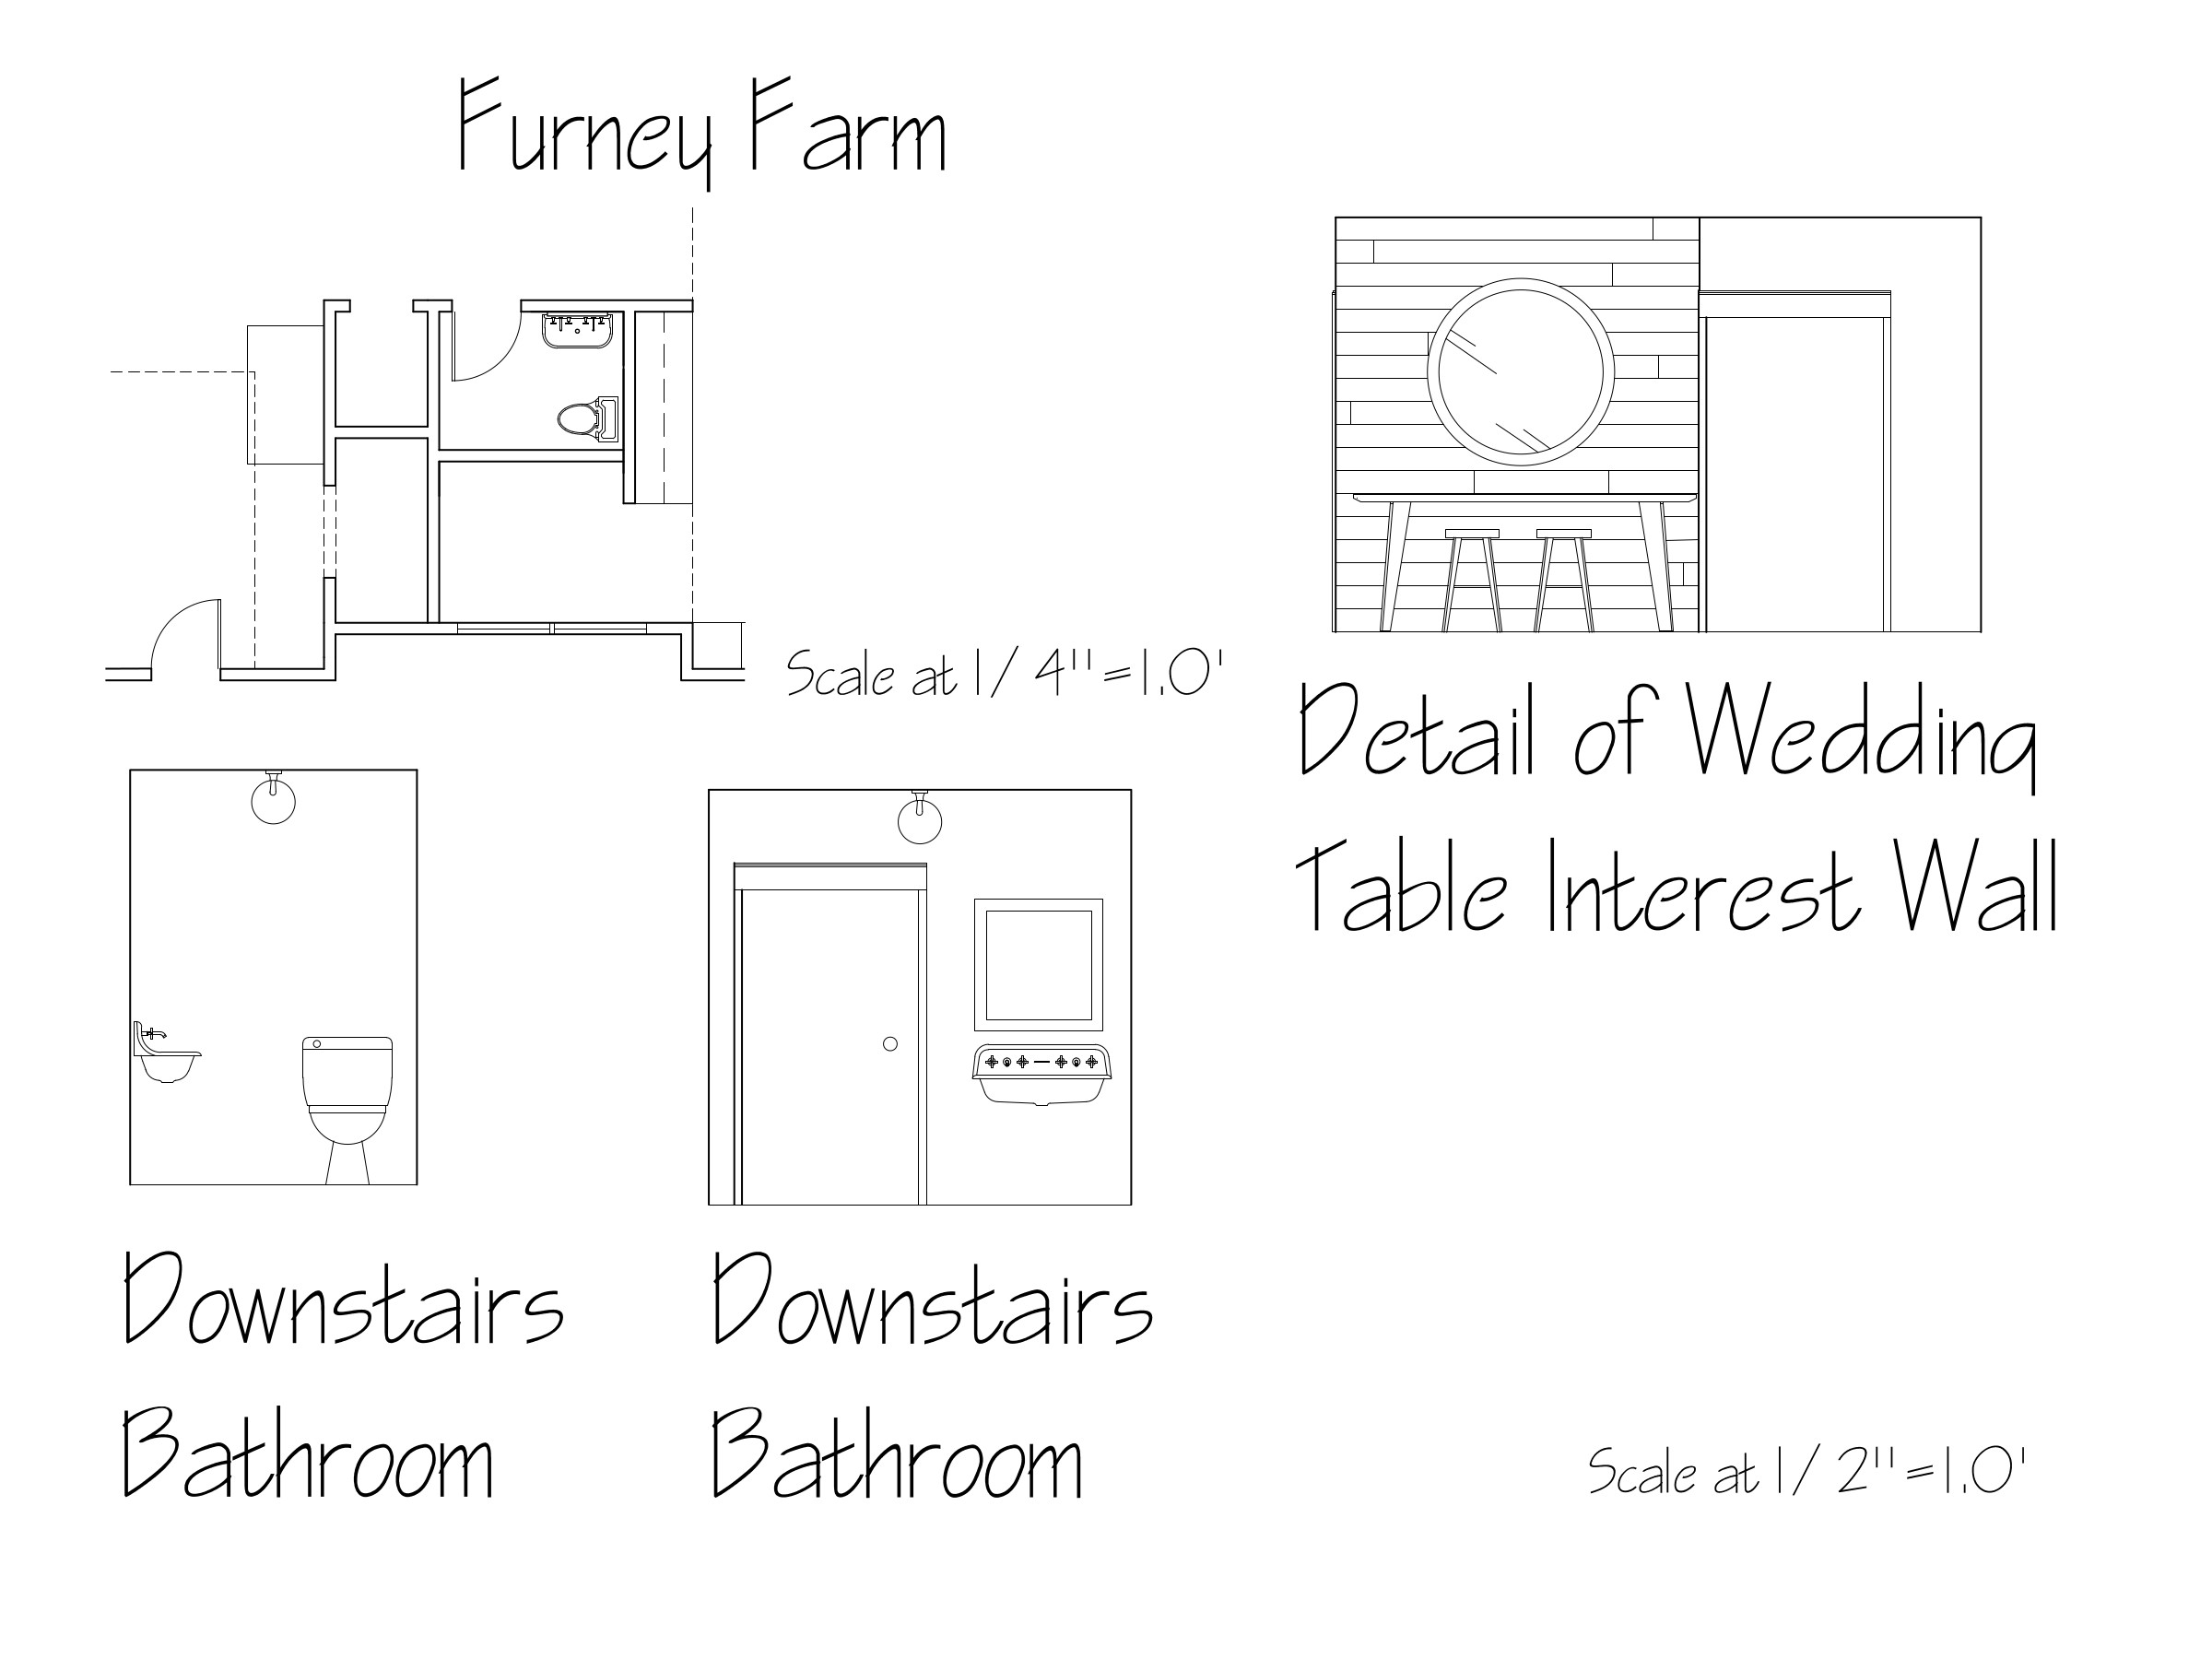 Furney Farm
Scale at 1/4"=1.0'
Detail of Wedding
Table Interest Wall
Downstairs
Bathroom
Downstairs
Bathroom
Scale at 1/2"=1.0'